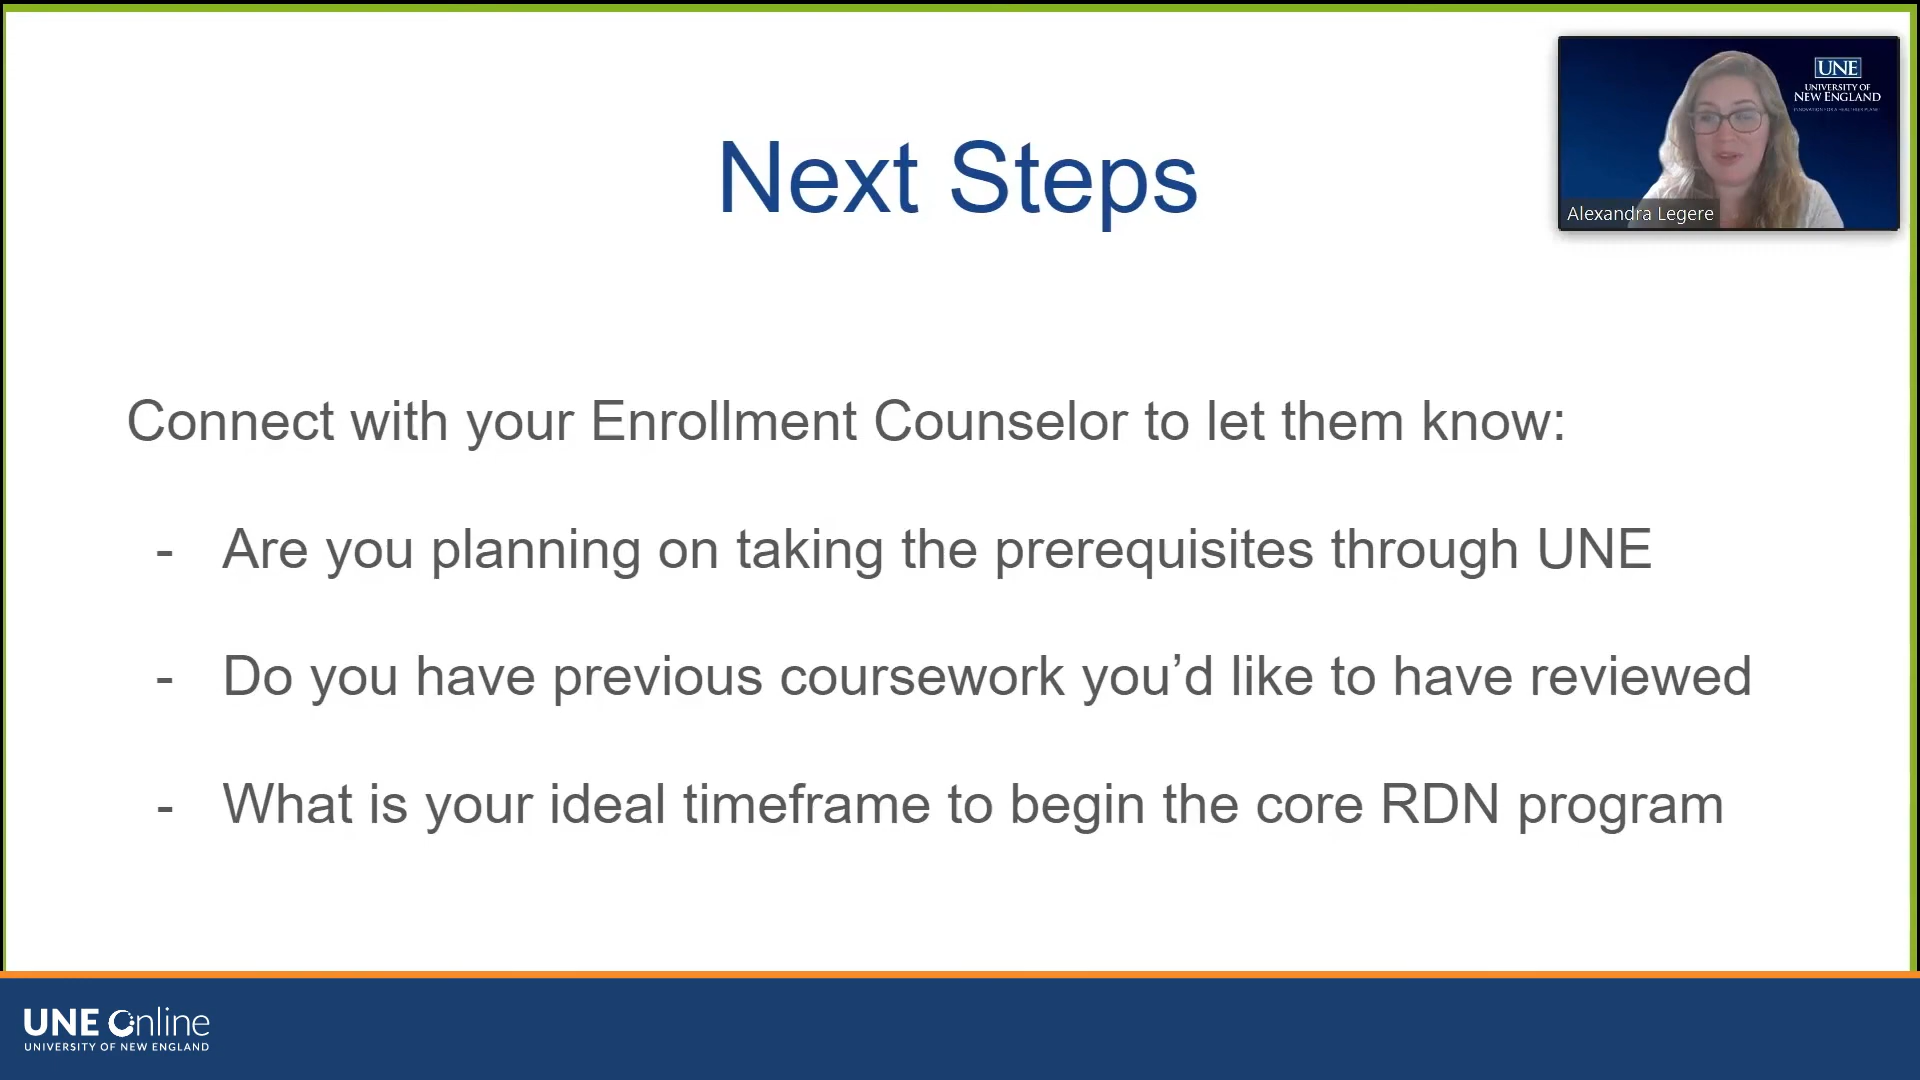 Next Steps
UNE
UNIVERSITY OF
NEW ENGLAND
Alexandra Legere
Connect with your Enrollment Counselor to let them know:
- Are you planning on taking the prerequisites through UNE
- Do you have previous coursework you’d like to have reviewed
- What is your ideal timeframe to begin the core RDN program
UNE Online
UNIVERSITY OF NEW ENGLAND